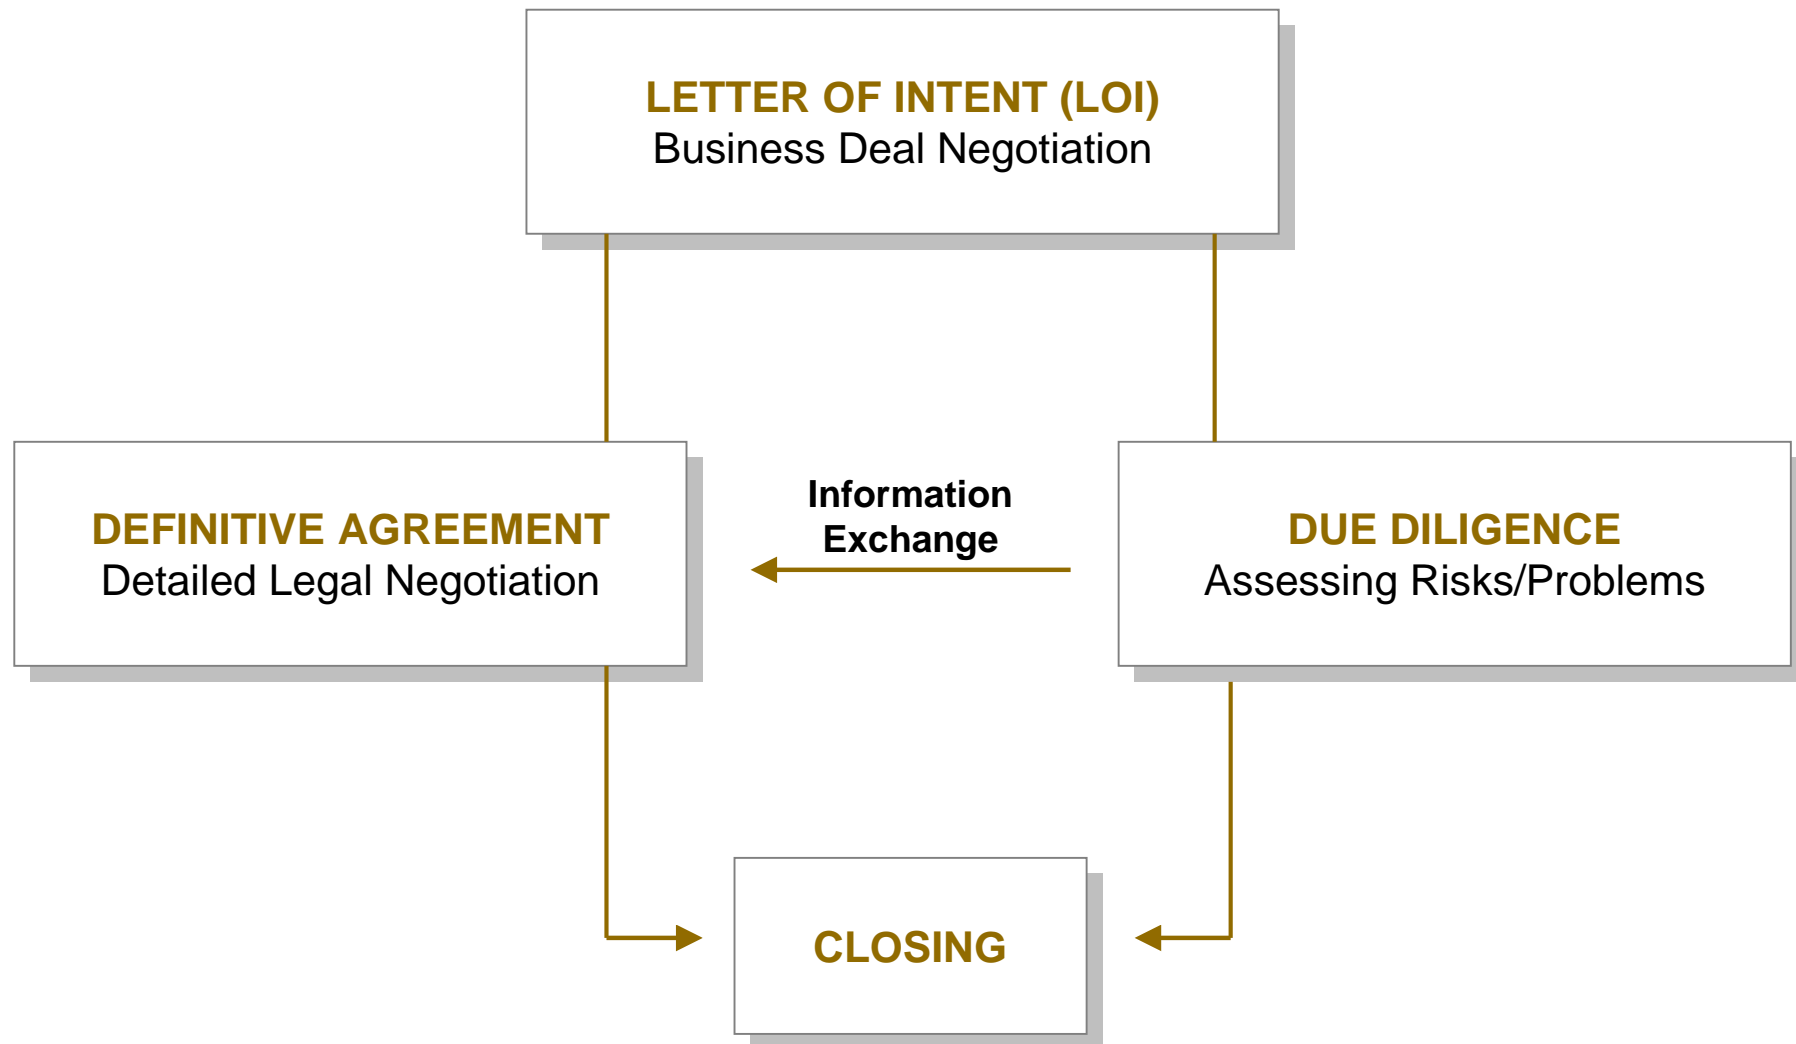 LETTER OF INTENT (LOI)
Business Deal Negotiation
Information
Exchange
DEFINITIVE AGREEMENT
Detailed Legal Negotiation
DUE DILIGENCE
Assessing Risks/Problems
CLOSING